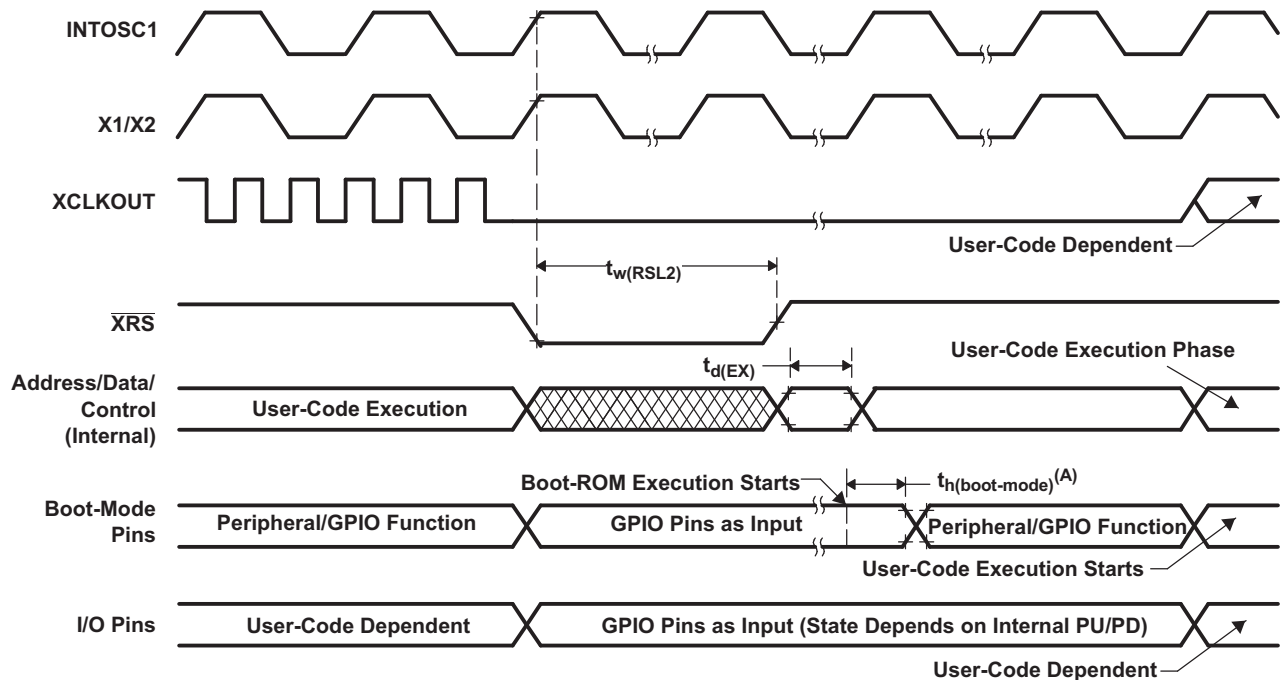 INTOSC1
X1/X2
XCLKOUT
User-Code Dependent
tw(RSL2)
XRS
User-Code Execution Phase
td(EX)
Address/Data/
Control
(Internal)
User-Code Execution
Boot-ROM Execution Starts
th(boot-mode)(A)
Boot-Mode
Pins
Peripheral/GPIO Function
GPIO Pins as Input
Peripheral/GPIO Function
User-Code Execution Starts
I/O Pins
User-Code Dependent
GPIO Pins as Input (State Depends on Internal PU/PD)
User-Code Dependent